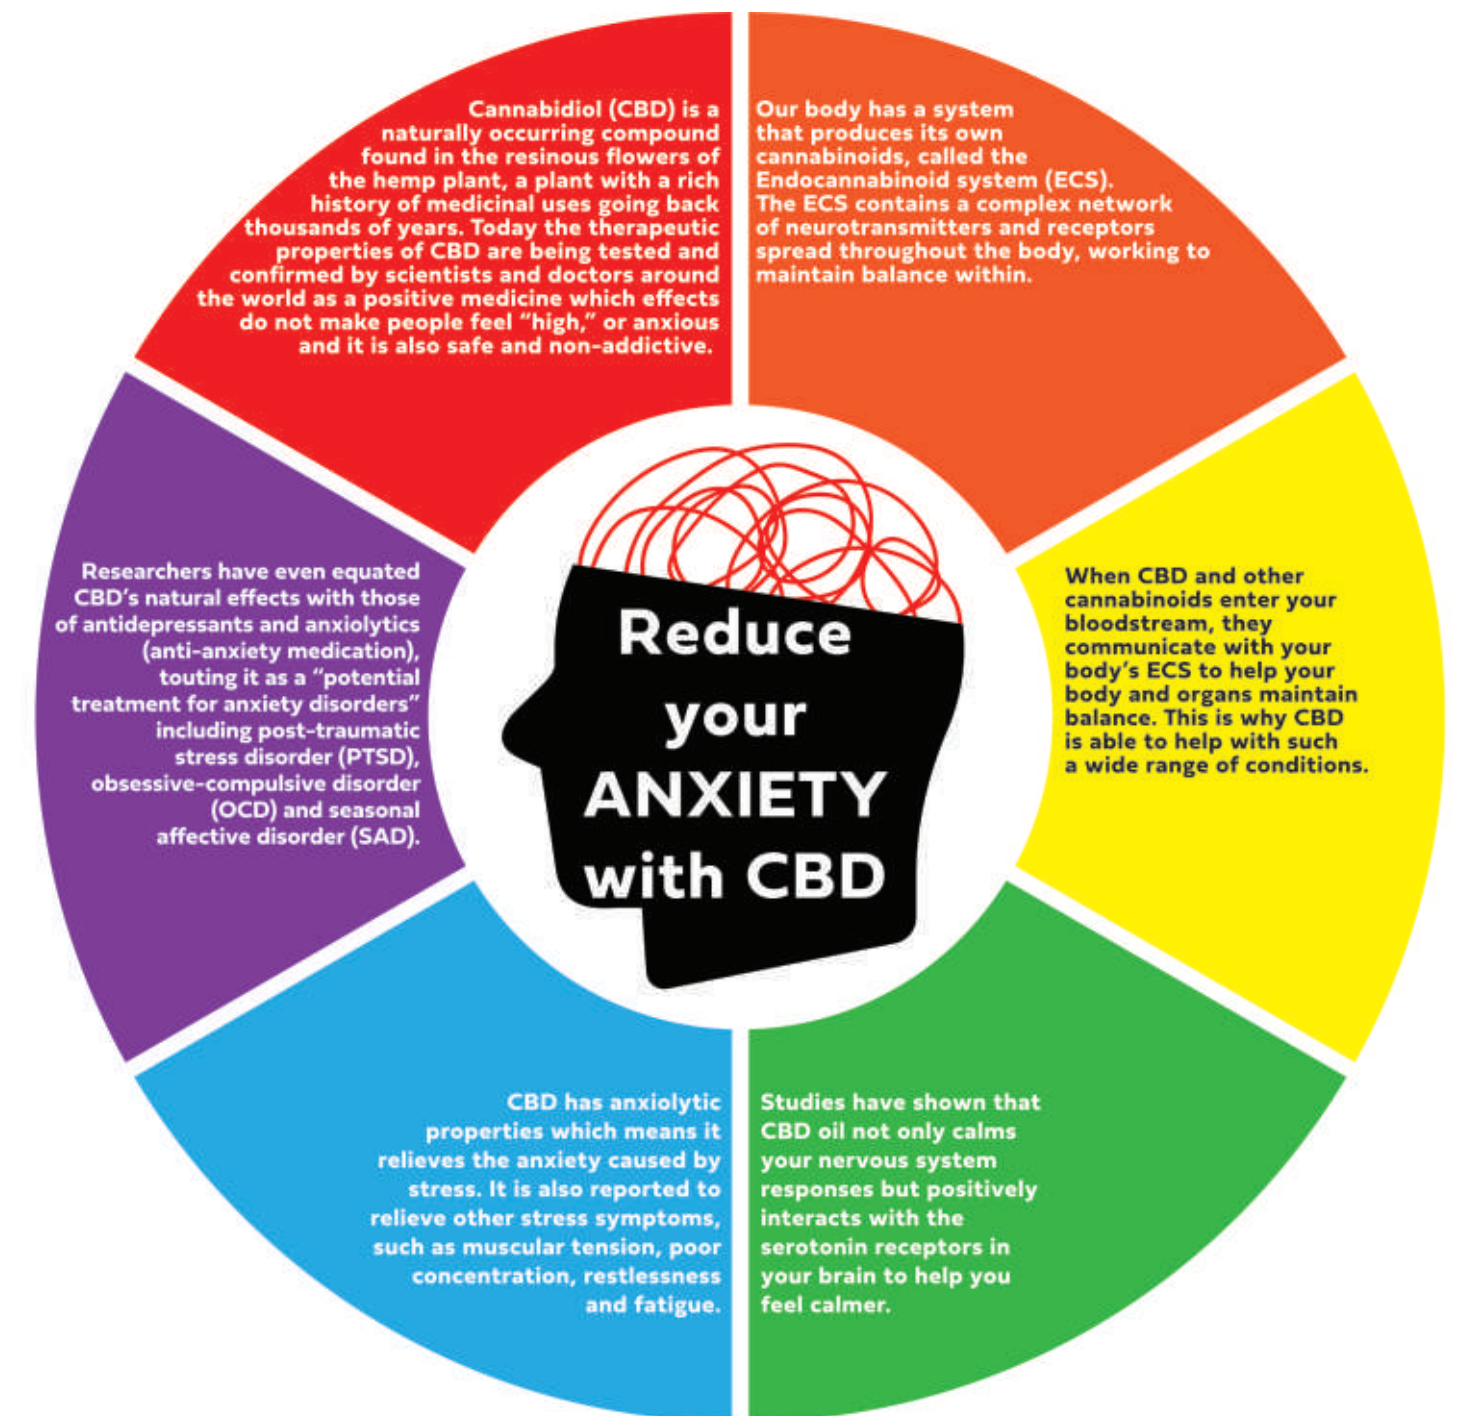 Cannabidiol (CBD) is a
naturally occurring compound
found in the resinous flowers of
the hemp plant, a plant with a rich
history of medicinal uses going back
thousands of years. Today the therapeutic
properties of CBD are being tested and
confirmed by scientists and doctors around
the world as a positive medicine which effects
do not make people feel “high,” or anxious
and it is also safe and non-addictive.
Our body has a system
that produces its own
cannabinoids, called the
Endocannabinoid system (ECS).
The ECS contains a complex network
of neurotransmitters and receptors
spread throughout the body, working to
maintain balance within.
When CBD and other
cannabinoids enter your
bloodstream, they
communicate with your
body’s ECS to help your
body and organs maintain
balance. This is why CBD
is able to help with such
a wide range of conditions.
Studies have shown that
CBD oil not only calms
your nervous system
responses but positively
interacts with the
serotonin receptors in
your brain to help you
feel calmer.
CBD has anxiolytic
properties which means it
relieves the anxiety caused by
stress. It is also reported to
relieve other stress symptoms,
such as muscular tension, poor
concentration, restlessness
and fatigue.
Researchers have even equated
CBD’s natural effects with those
of antidepressants and anxiolytics
(anti-anxiety medication),
touting it as a “potential
treatment for anxiety disorders”
including post-traumatic
stress disorder (PTSD),
obsessive-compulsive disorder
(OCD) and seasonal
affective disorder (SAD).
Reduce
your
ANXIETY
with CBD